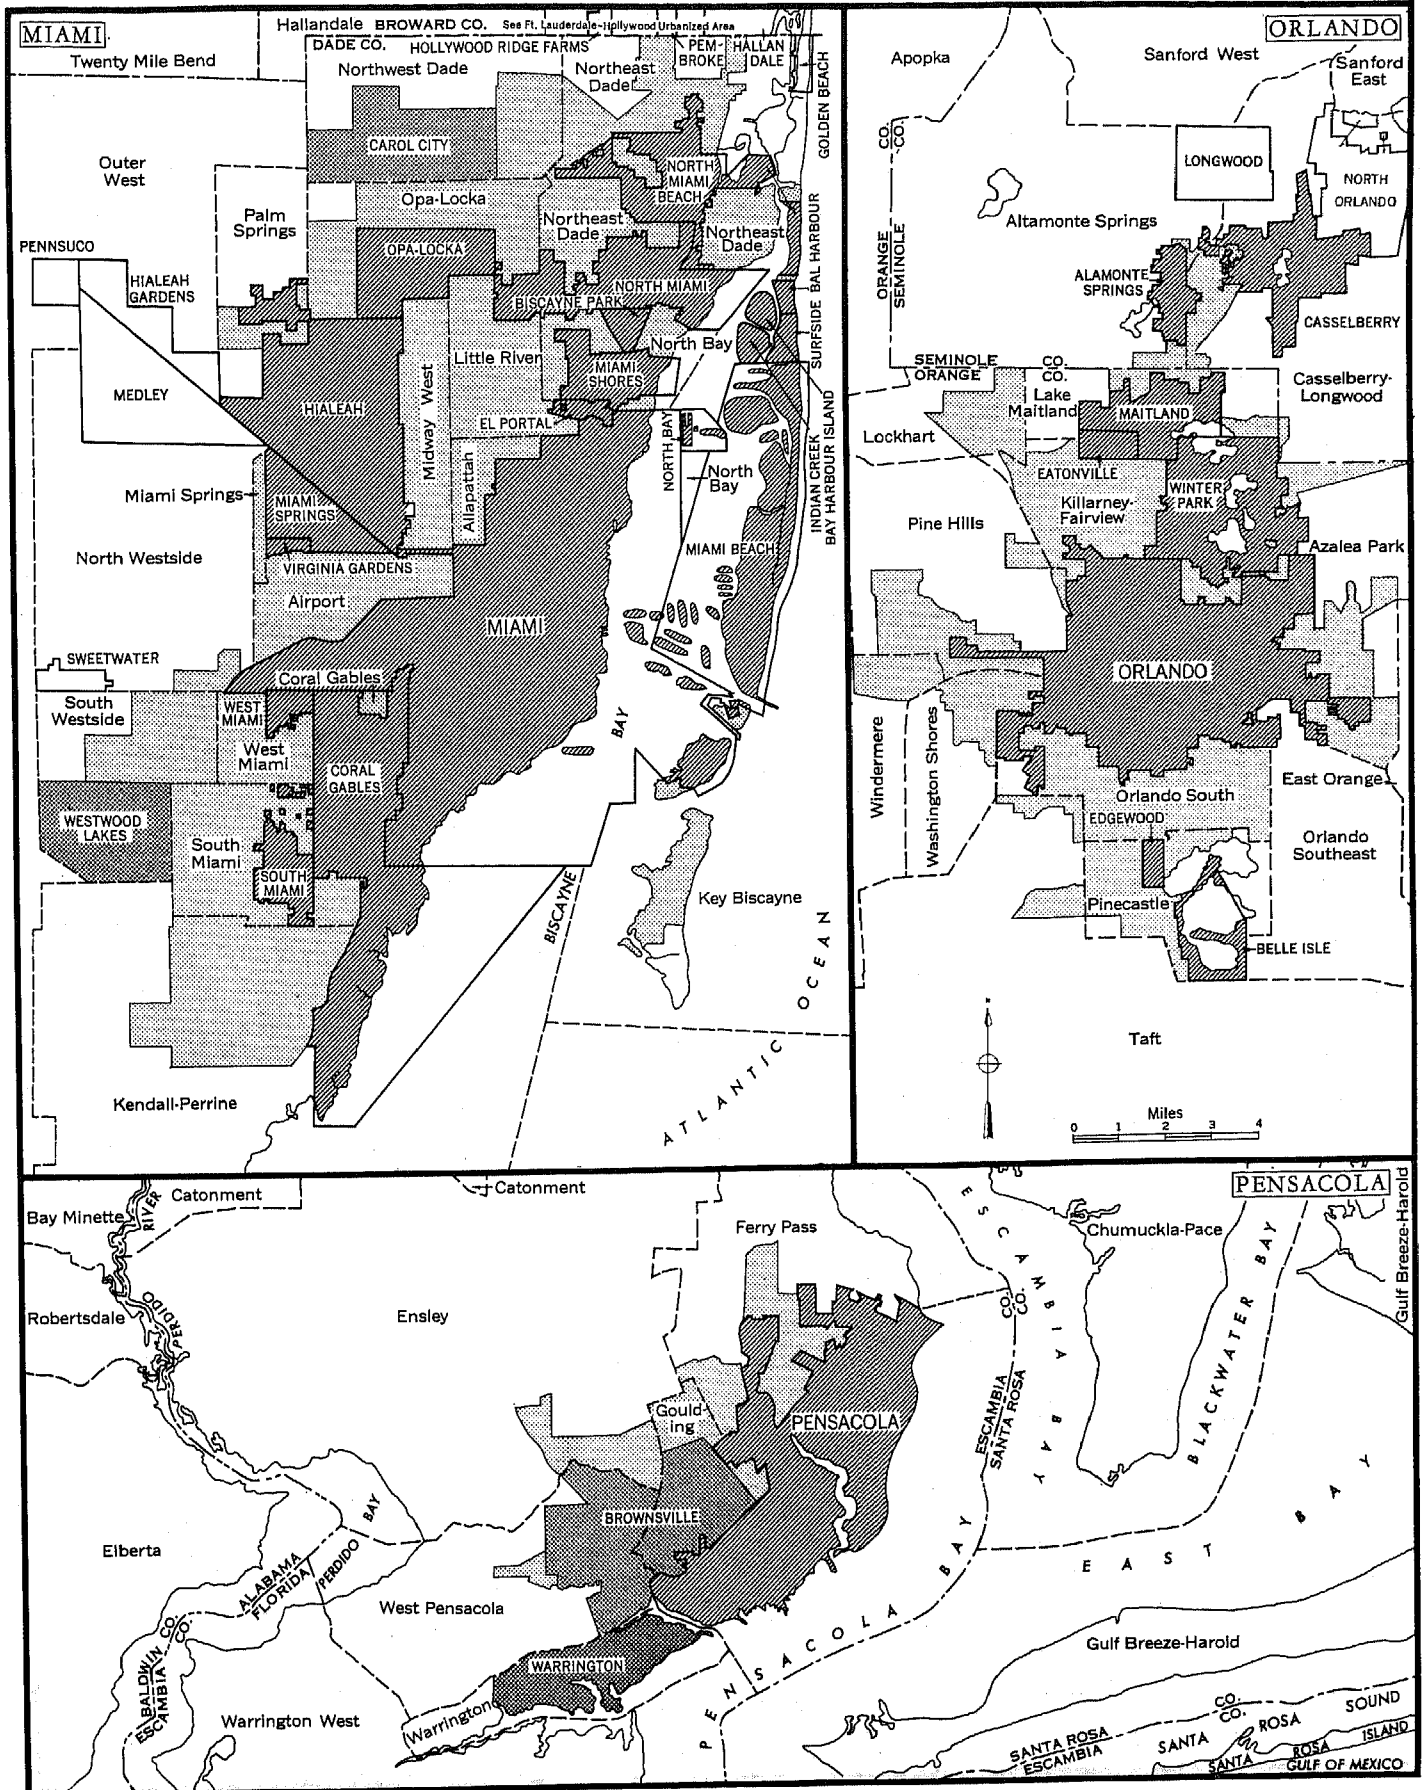 MIAMI
Hallandale BROWARD CO. See Ft. Lauderdale-Hollywood Urbanized Area
Twenty Mile Bend
DADE CO. HOLLYWOOD RIDGE FARMS
PEM-
BROKE
HALLAN
DALE
Northwest Dade
Northeast
Dade
GOLDEN BEACH
Outer
West
CAROL CITY
NORTH
MIAMI
BEACH
Palm
Springs
Opa-Locka
Northeast
Dade
Northeast
Dade
OPA-LOCKA
PENNSUCO
HIALEAH
GARDENS
BISCAYNE PARK
NORTH MIAMI
SURFSIDE BAL HARBOUR
Little River
North Bay
MIAMI
SHORES
MEDLEY
HIALEAH
Midway West
EL PORTAL
NORTH BAY
INDIAN CREEK
BAY HARBOUR ISLAND
Allapattah
North
Bay
Miami Springs
MIAMI
SPRINGS
North Westside
VIRGINIA GARDENS
MIAMI BEACH
Airport
MIAMI
SWEETWATER
Coral Gables
South
Westside
WEST
MIAMI
West
Miami
BAY
CORAL
GABLES
WESTWOOD
LAKES
South
Miami
SOUTH
MIAMI
BISCAYNE
Key Biscayne
ATLANTIC OCEAN
Kendall-Perrine
ORLANDO
Apopka
Sanford West
Sanford
East
CO.
CO.
LONGWOOD
NORTH
ORLANDO
Altamonte Springs
ORANGE
SEMINOLE
ALAMONTE
SPRINGS
CASSELBERRY
SEMINOLE CO.
ORANGE CO.
Lake
Maitland
MAITLAND
Casselberry-
Longwood
Lockhart
EATONVILLE
Killarney-
Fairview
WINTER
PARK
Pine Hills
Azalea Park
ORLANDO
Windermere
Washington Shores
East Orange
Orlando South
EDGEWOOD
Orlando
Southeast
Pinecastle
BELLE ISLE
Taft
Miles
0 1 2 3 4
PENSACOLA
Catonment
Catonment
Bay Minette
RIVER
Ferry Pass
Chumuckla-Pace
Gulf Breeze-Harold
ESCAMBIA BAY
BLACKWATER BAY
Robertsdale
PERDIDO
Ensley
CO.
CO.
ESCAMBIA
SANTA ROSA
Gould-
ing
PENSACOLA
BROWNSVILLE
BAY
Elberta
ALABAMA
FLORIDA
PERDIDO
EAST BAY
West Pensacola
BALDWIN CO.
ESCAMBIA CO.
WARRINGTON
PENSACOLA BAY
Gulf Breeze-Harold
Warrington West
Warrington
SANTA ROSA CO.
ESCAMBIA CO.
SANTA ROSA SOUND
SANTA ROSA ISLAND
GULF OF MEXICO